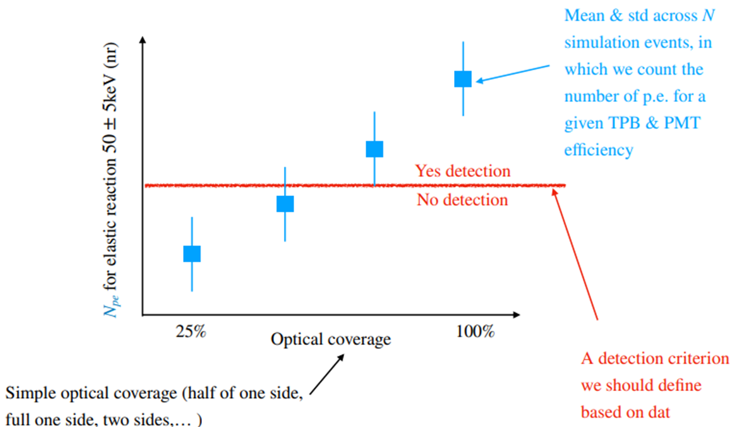 Mean & std across N
simulation events, in
which we count the
number of p.e. for a
given TPB & PMT
efficiency
N_pe for elastic reaction 50 ± 5keV (nr)
Yes detection
No detection
25%
100%
Optical coverage
A detection criterion
we should define
based on dat
Simple optical coverage (half of one side,
full one side, two sides,… )